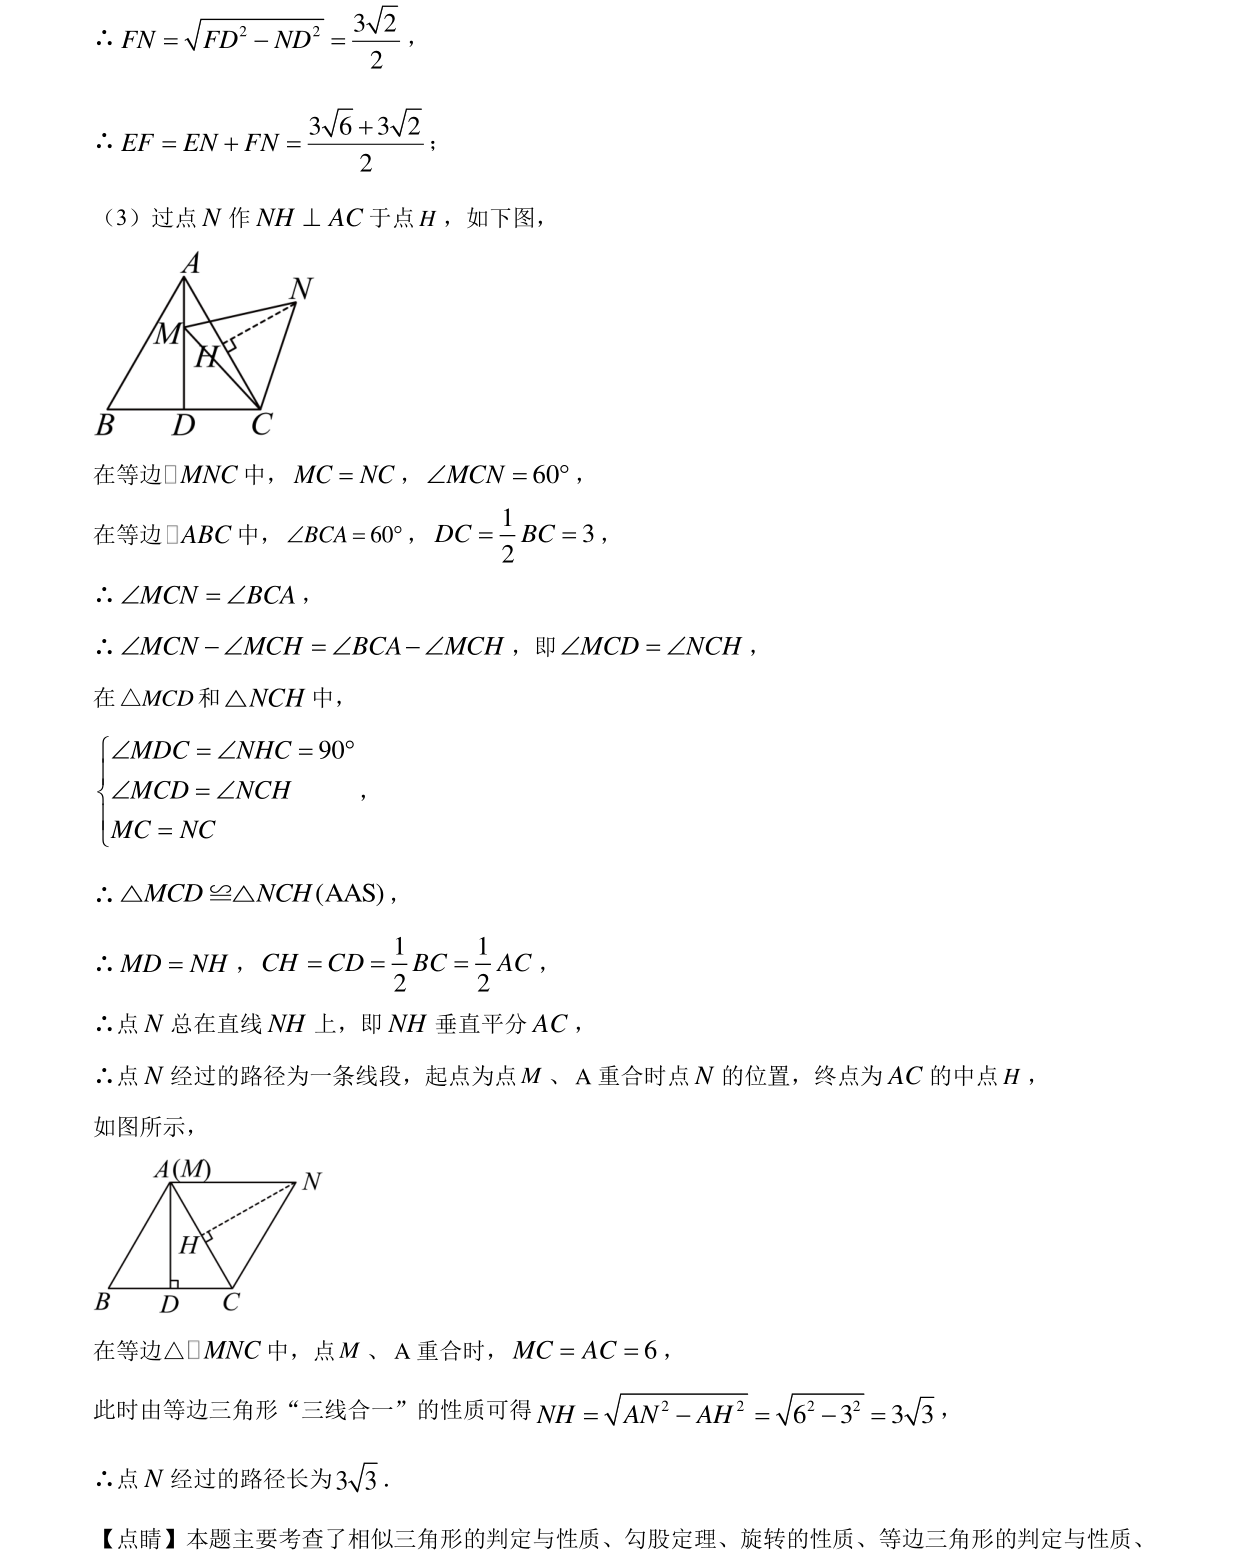 ∴FN=√(FD²−ND²)=3√2/2，
∴EF=EN+FN=(3√6+3√2)/2；
（3）过点N作NH⊥AC于点H，如下图，
A
N
M
H
B D C
在等边□MNC中，MC=NC，∠MCN=60°，
在等边□ABC中，∠BCA=60°，DC=1/2BC=3，
∴∠MCN=∠BCA，
∴∠MCN−∠MCH=∠BCA−∠MCH，即∠MCD=∠NCH，
在△MCD和△NCH中，
{∠MDC=∠NHC=90°
∠MCD=∠NCH，
MC=NC
∴△MCD≌△NCH(AAS)，
∴MD=NH，CH=CD=1/2BC=1/2AC，
∴点N总在直线NH上，即NH垂直平分AC，
∴点N经过的路径为一条线段，起点为点M、A重合时点N的位置，终点为AC的中点H，
如图所示，
A(M)
N
H
B D C
在等边△□MNC中，点M、A重合时，MC=AC=6，
此时由等边三角形“三线合一”的性质可得NH=√(AN²−AH²)=√(6²−3²)=3√3，
∴点N经过的路径长为3√3．
【点睛】本题主要考查了相似三角形的判定与性质、勾股定理、旋转的性质、等边三角形的判定与性质、